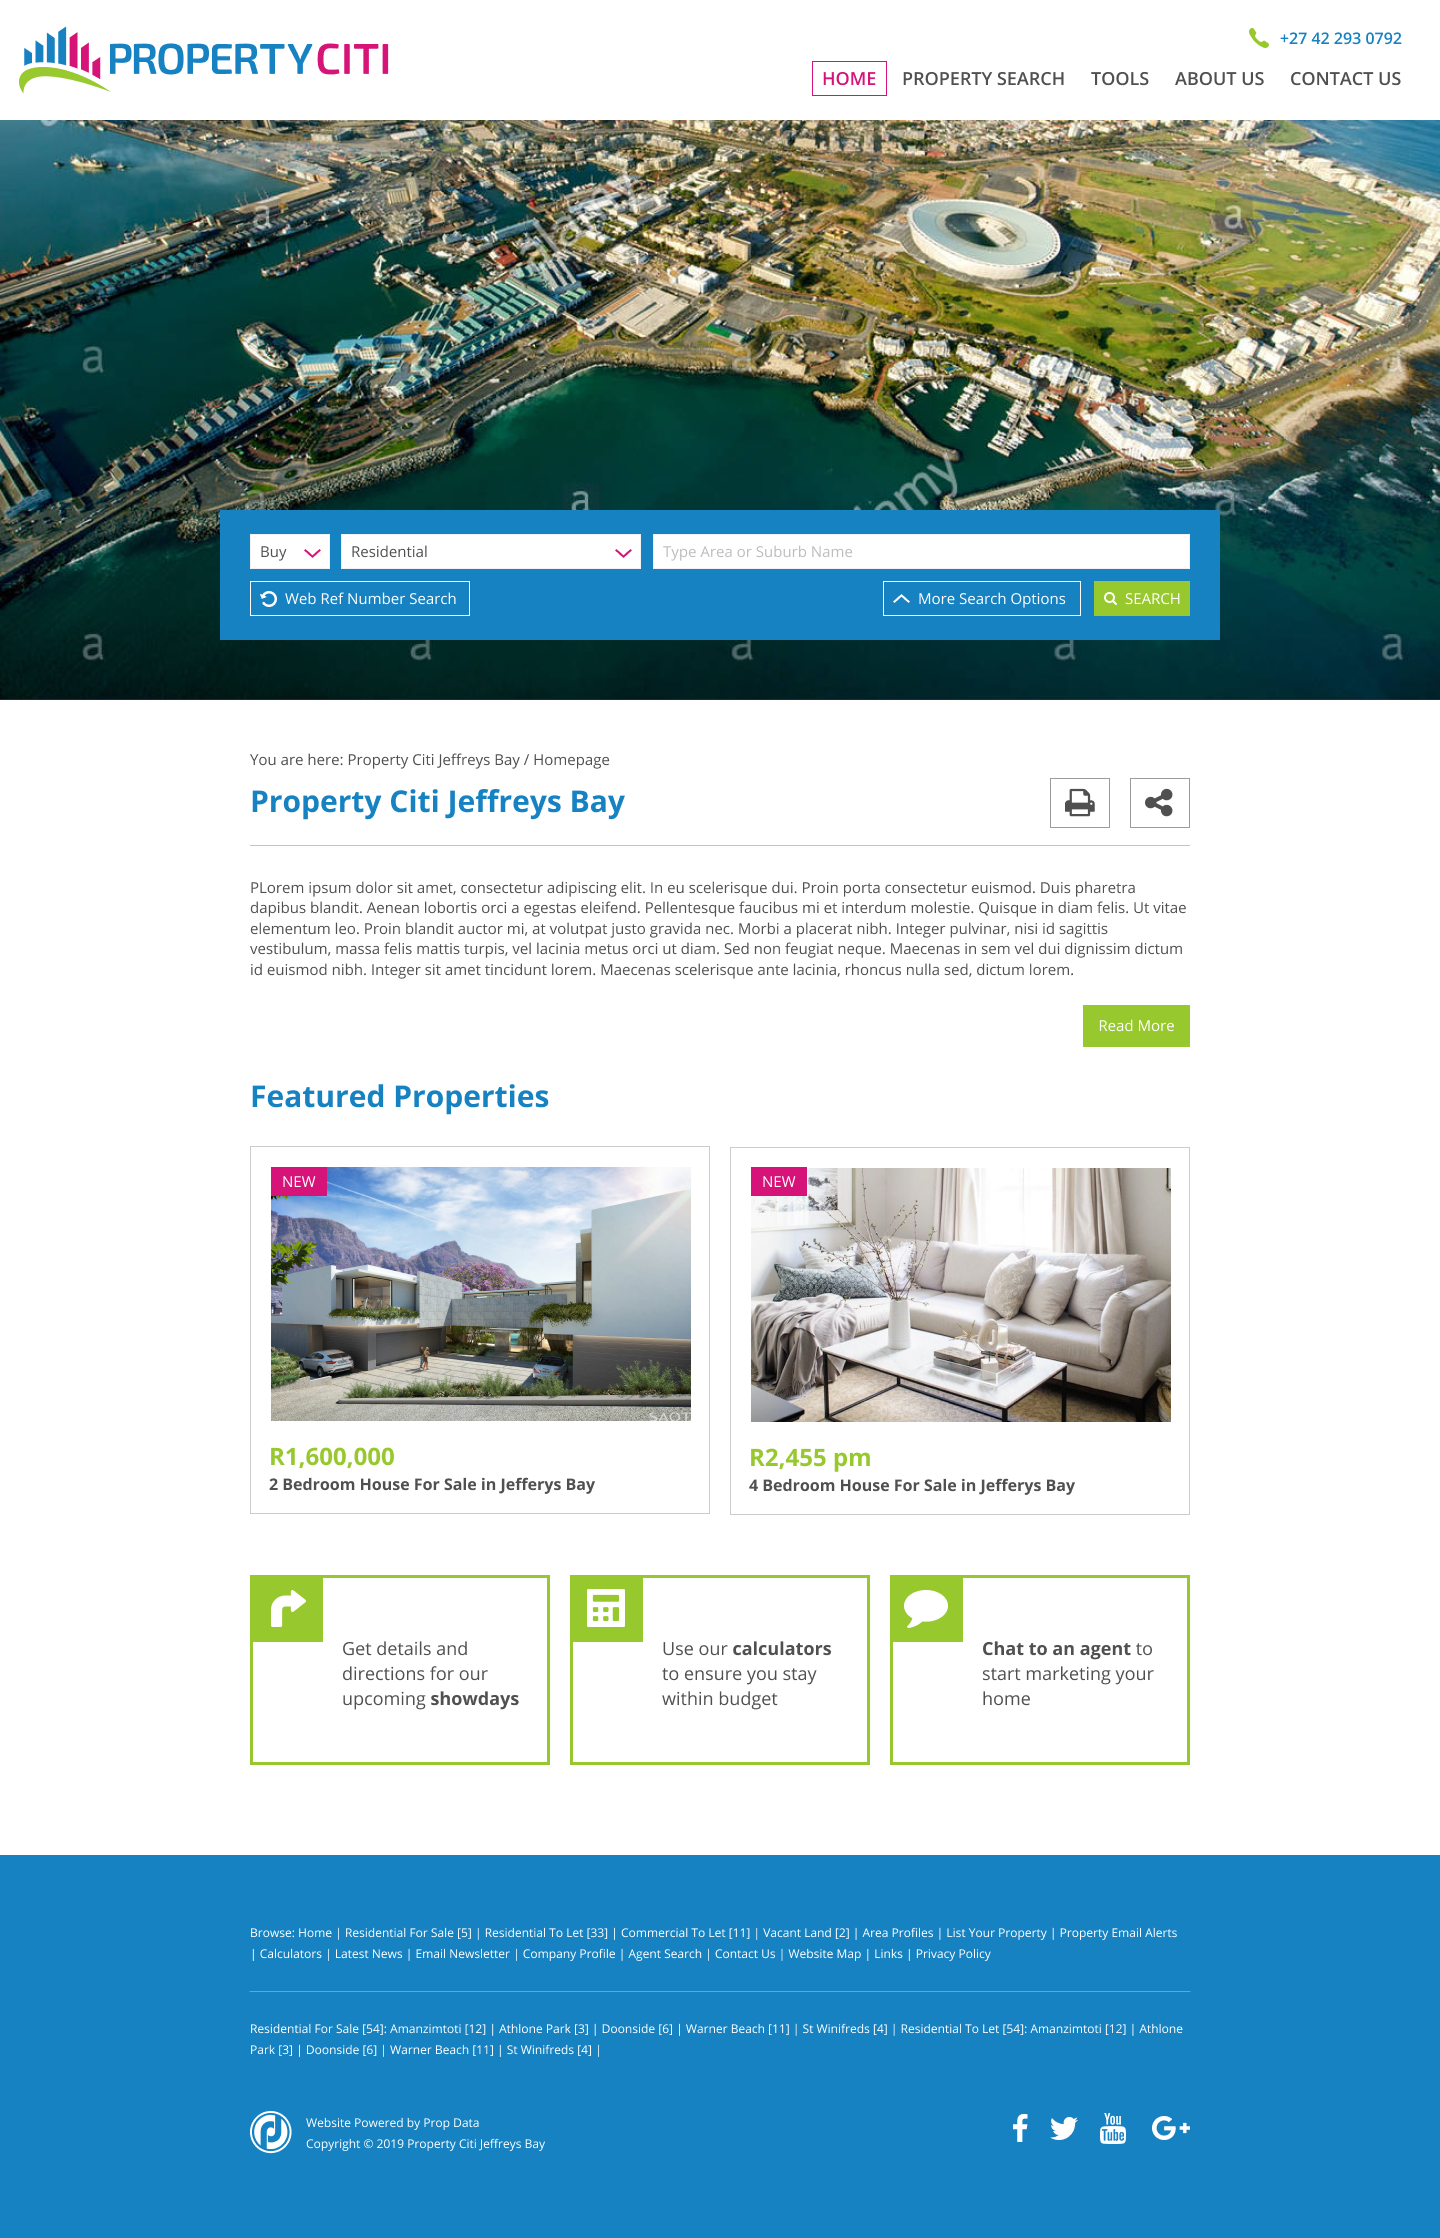 PROPERTYCITI
+27 42 293 0792
HOME PROPERTY SEARCH TOOLS ABOUT US CONTACT US
a a a
alamy
a a a a
a a a
alamy
Buy Residential Type Area or Suburb Name
Web Ref Number Search More Search Options SEARCH
a a a a a
You are here: Property Citi Jeffreys Bay / Homepage
Property Citi Jeffreys Bay
PLorem ipsum dolor sit amet, consectetur adipiscing elit. In eu scelerisque dui. Proin porta consectetur euismod. Duis pharetra
dapibus blandit. Aenean lobortis orci a egestas eleifend. Pellentesque faucibus mi et interdum molestie. Quisque in diam felis. Ut vitae
elementum leo. Proin blandit auctor mi, at volutpat justo gravida nec. Morbi a placerat nibh. Integer pulvinar, nisi id sagittis
vestibulum, massa felis mattis turpis, vel lacinia metus orci ut diam. Sed non feugiat neque. Maecenas in sem vel dui dignissim dictum
id euismod nibh. Integer sit amet tincidunt lorem. Maecenas scelerisque ante lacinia, rhoncus nulla sed, dictum lorem.
Read More
Featured Properties
NEW
SAOT
R1,600,000
2 Bedroom House For Sale in Jefferys Bay
NEW
R2,455 pm
4 Bedroom House For Sale in Jefferys Bay
Get details and
directions for our
upcoming showdays
Use our calculators
to ensure you stay
within budget
Chat to an agent to
start marketing your
home
Browse: Home | Residential For Sale [5] | Residential To Let [33] | Commercial To Let [11] | Vacant Land [2] | Area Profiles | List Your Property | Property Email Alerts
| Calculators | Latest News | Email Newsletter | Company Profile | Agent Search | Contact Us | Website Map | Links | Privacy Policy
Residential For Sale [54]: Amanzimtoti [12] | Athlone Park [3] | Doonside [6] | Warner Beach [11] | St Winifreds [4] | Residential To Let [54]: Amanzimtoti [12] | Athlone
Park [3] | Doonside [6] | Warner Beach [11] | St Winifreds [4] |
Website Powered by Prop Data
Copyright © 2019 Property Citi Jeffreys Bay
You
Tube
G+